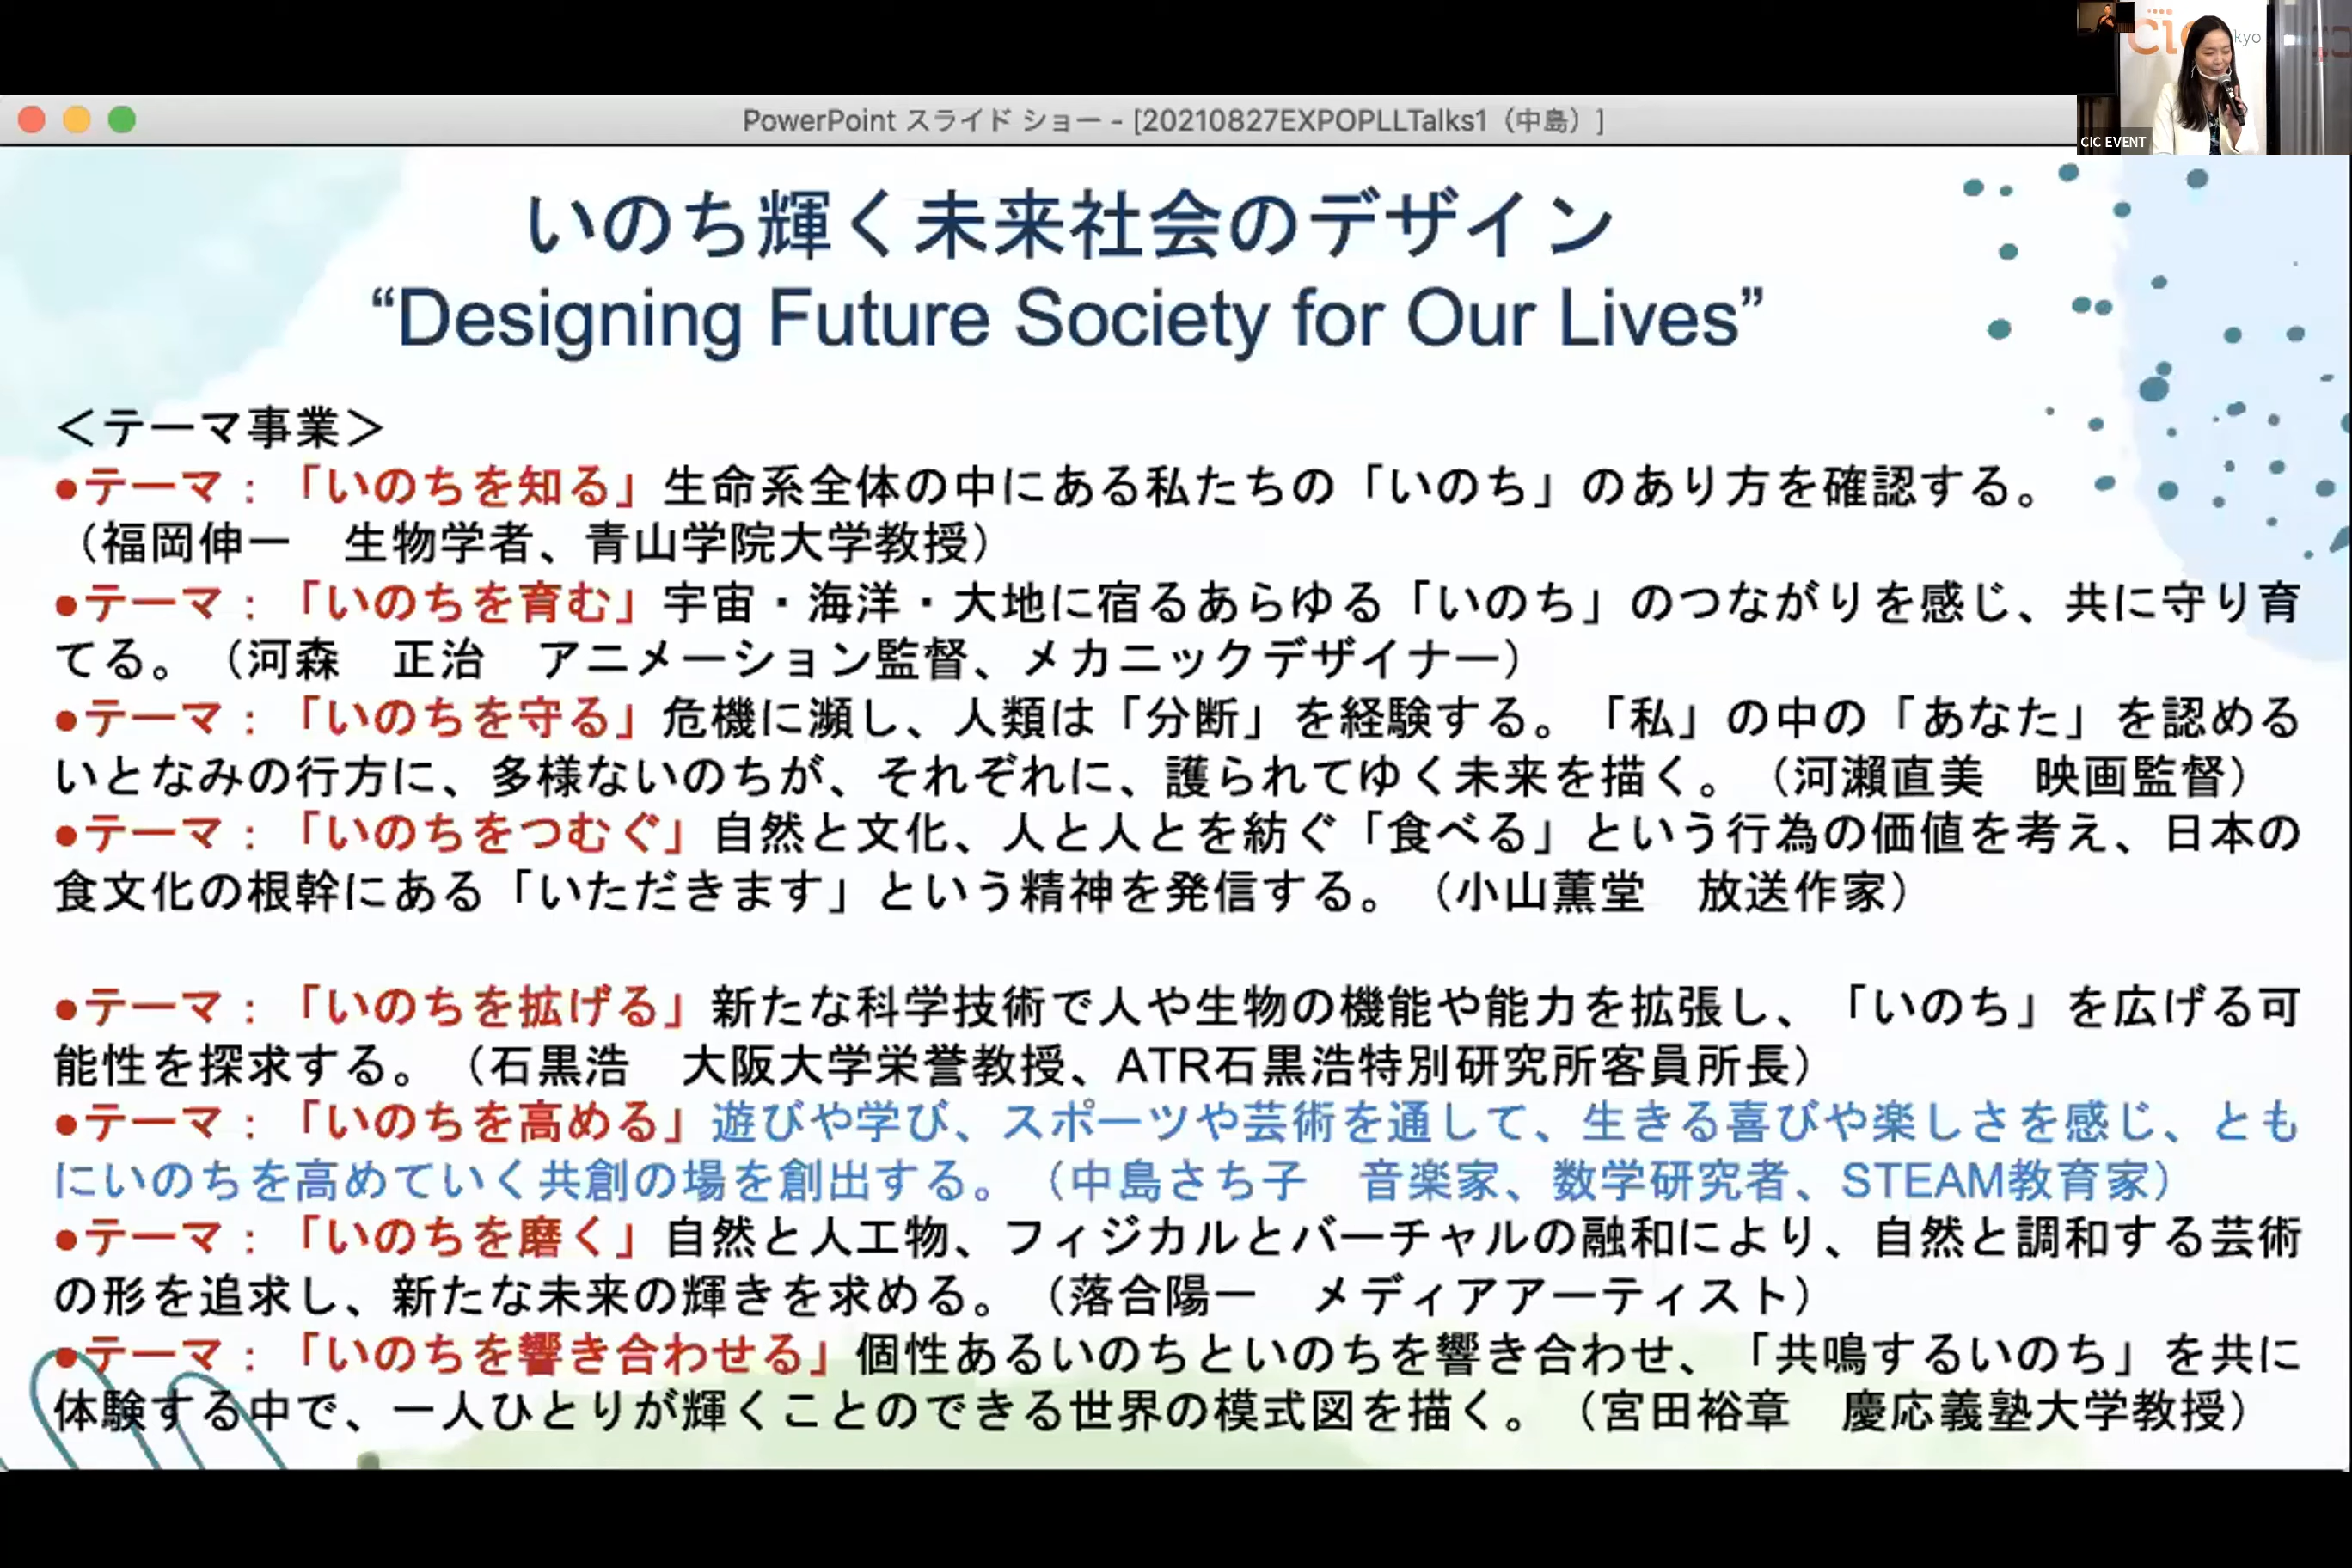 cic
kyo
CIC EVENT
PowerPoint スライド ショー - [20210827EXPOPLLTalks1（中島）]
いのち輝く未来社会のデザイン
“Designing Future Society for Our Lives”
＜テーマ事業＞
●テーマ：「いのちを知る」生命系全体の中にある私たちの「いのち」のあり方を確認する。
（福岡伸一　生物学者、青山学院大学教授）
●テーマ：「いのちを育む」宇宙・海洋・大地に宿るあらゆる「いのち」のつながりを感じ、共に守り育
てる。（河森　正治　アニメーション監督、メカニックデザイナー）
●テーマ：「いのちを守る」危機に瀕し、人類は「分断」を経験する。「私」の中の「あなた」を認める
いとなみの行方に、多様ないのちが、それぞれに、護られてゆく未来を描く。（河瀨直美　映画監督）
●テーマ：「いのちをつむぐ」自然と文化、人と人とを紡ぐ「食べる」という行為の価値を考え、日本の
食文化の根幹にある「いただきます」という精神を発信する。（小山薫堂　放送作家）
●テーマ：「いのちを拡げる」新たな科学技術で人や生物の機能や能力を拡張し、「いのち」を広げる可
能性を探求する。（石黒浩　大阪大学栄誉教授、ATR石黒浩特別研究所客員所長）
●テーマ：「いのちを高める」遊びや学び、スポーツや芸術を通して、生きる喜びや楽しさを感じ、とも
にいのちを高めていく共創の場を創出する。（中島さち子　音楽家、数学研究者、STEAM教育家）
●テーマ：「いのちを磨く」自然と人工物、フィジカルとバーチャルの融和により、自然と調和する芸術
の形を追求し、新たな未来の輝きを求める。（落合陽一　メディアアーティスト）
●テーマ：「いのちを響き合わせる」個性あるいのちといのちを響き合わせ、「共鳴するいのち」を共に
体験する中で、一人ひとりが輝くことのできる世界の模式図を描く。（宮田裕章　慶応義塾大学教授）